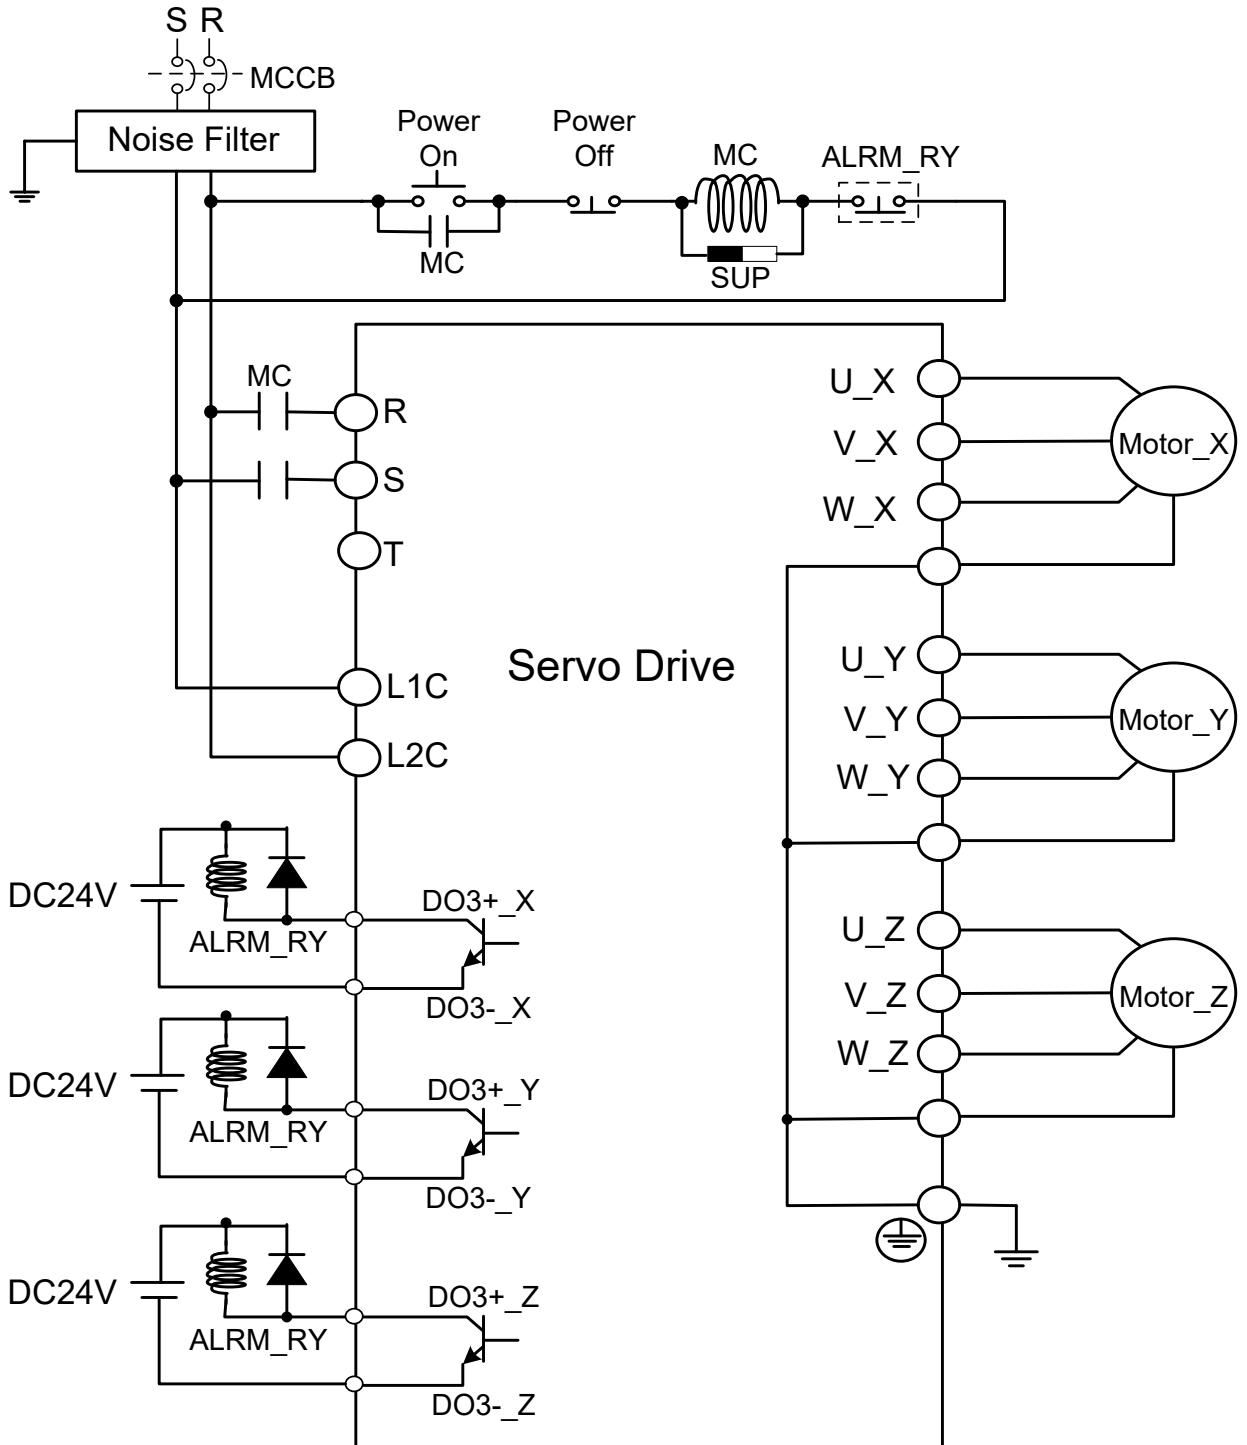 S R
MCCB
Noise Filter
Power
On
Power
Off
MC
ALRM_RY
MC
SUP
MC
R
S
T
L1C
L2C
Servo Drive
U_X
V_X
W_X
Motor_X
U_Y
V_Y
W_Y
Motor_Y
U_Z
V_Z
W_Z
Motor_Z
DC24V
ALRM_RY
DO3+_X
DO3-_X
DC24V
ALRM_RY
DO3+_Y
DO3-_Y
DC24V
ALRM_RY
DO3+_Z
DO3-_Z